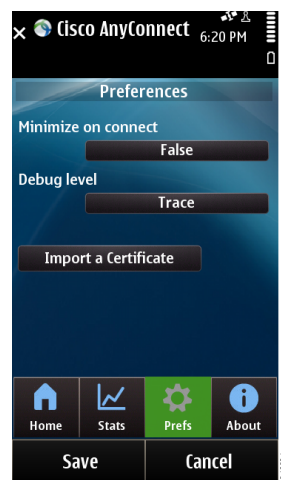 Cisco AnyConnect
6:20 PM
Preferences
Minimize on connect
False
Debug level
Trace
Import a Certificate
Home Stats Prefs About
Save Cancel